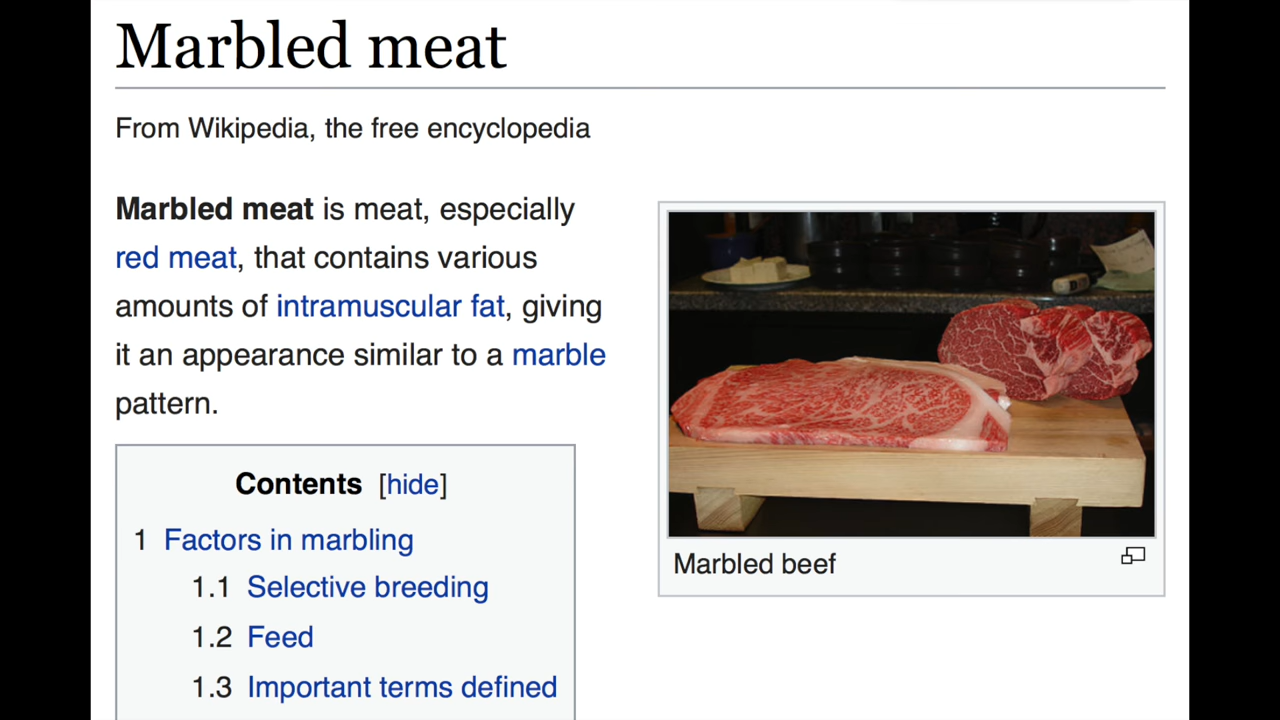 Marbled meat
From Wikipedia, the free encyclopedia
Marbled meat is meat, especially
red meat, that contains various
amounts of intramuscular fat, giving
it an appearance similar to a marble
pattern.
Marbled beef
Contents [hide]
1 Factors in marbling
1.1 Selective breeding
1.2 Feed
1.3 Important terms defined